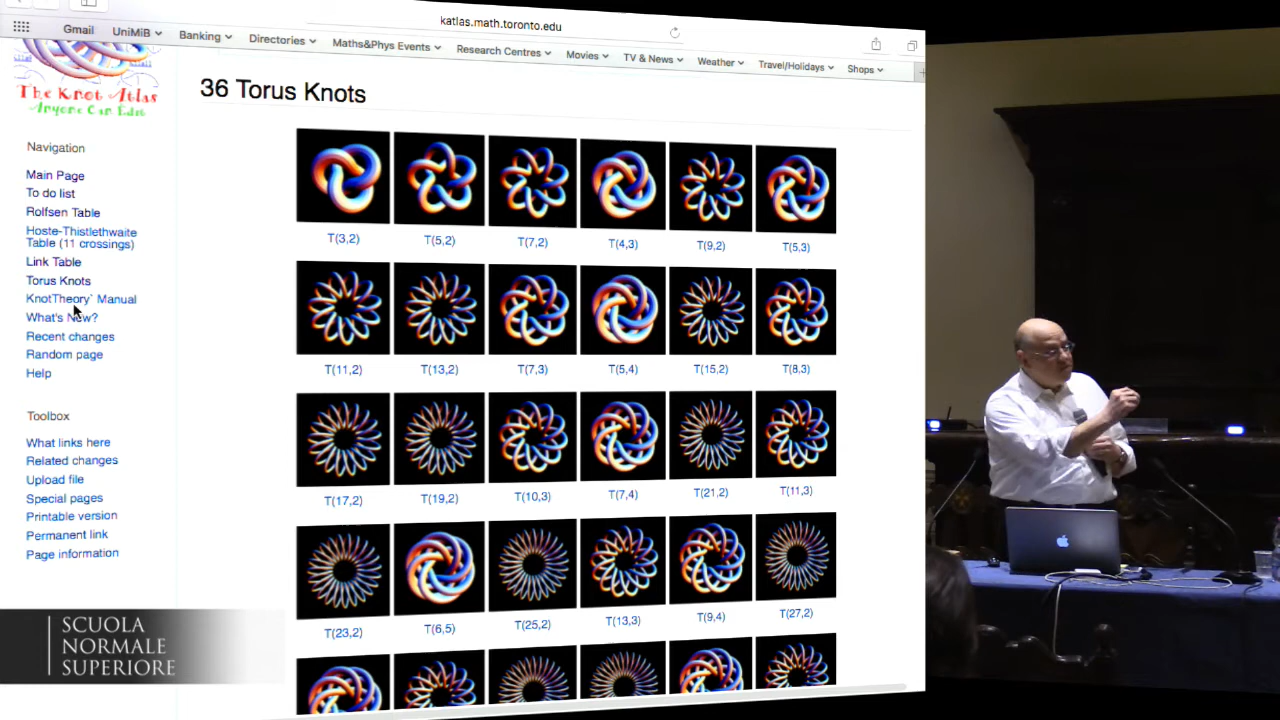 katlas.math.toronto.edu
Gmail UniMiB Banking Directories Maths&Phys Events Research Centres Movies TV & News Weather Travel/Holidays Shops
The Knot Atlas
Anyone Can Edit
36 Torus Knots
Navigation
Main Page
To do list
Rolfsen Table
Hoste-Thistlethwaite
Table (11 crossings)
Link Table
Torus Knots
KnotTheory` Manual
What's New?
Recent changes
Random page
Help
Toolbox
What links here
Related changes
Upload file
Special pages
Printable version
Permanent link
Page information
T(3,2) T(5,2) T(7,2) T(4,3) T(9,2) T(5,3)
T(11,2) T(13,2) T(7,3) T(5,4) T(15,2) T(8,3)
T(17,2) T(19,2) T(10,3) T(7,4) T(21,2) T(11,3)
T(23,2) T(6,5) T(25,2) T(13,3) T(9,4) T(27,2)
SCUOLA
NORMALE
SUPERIORE